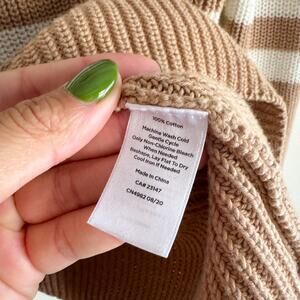 100% Cotton
Machine Wash Cold
Gentle Cycle
Only Non-Chlorine Bleach
When Needed
Reshape, Lay Flat To Dry
Cool Iron If Needed
Made In China
CA# 23147
CN4982 08/20